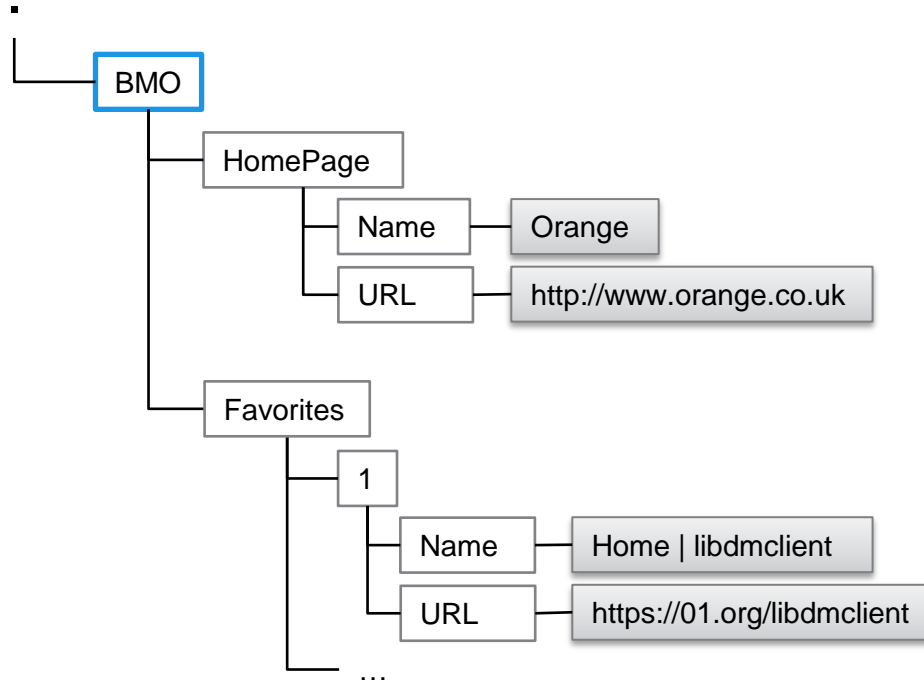 .
BMO
HomePage
Name Orange
URL http://www.orange.co.uk
Favorites
1
Name Home | libdmclient
URL https://01.org/libdmclient
...